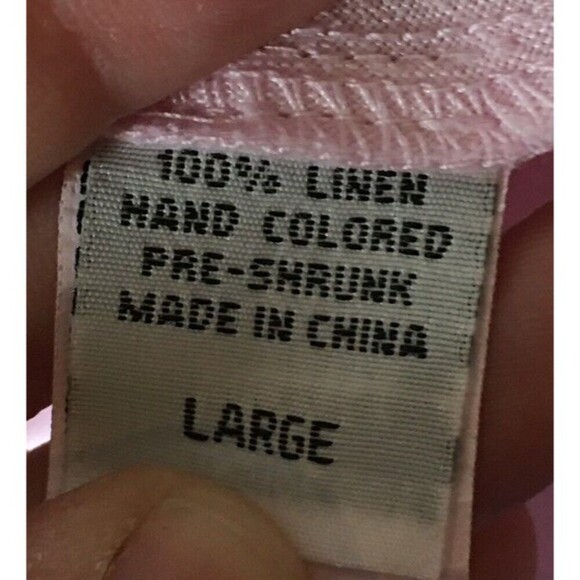 100% LINEN
HAND COLORED
PRE-SHRUNK
MADE IN CHINA
LARGE